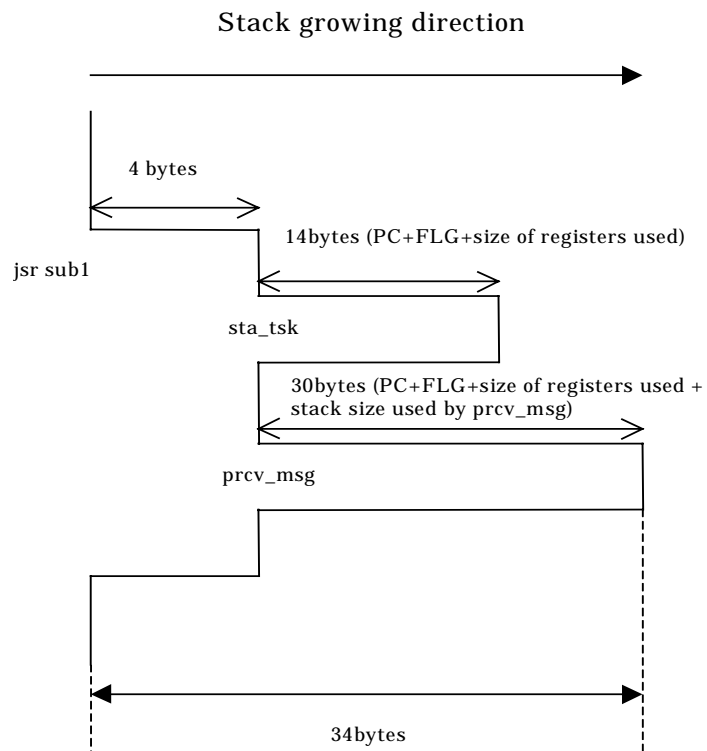 Stack growing direction
4 bytes
14bytes (PC+FLG+size of registers used)
jsr sub1
sta_tsk
30bytes (PC+FLG+size of registers used +
stack size used by prcv_msg)
prcv_msg
34bytes